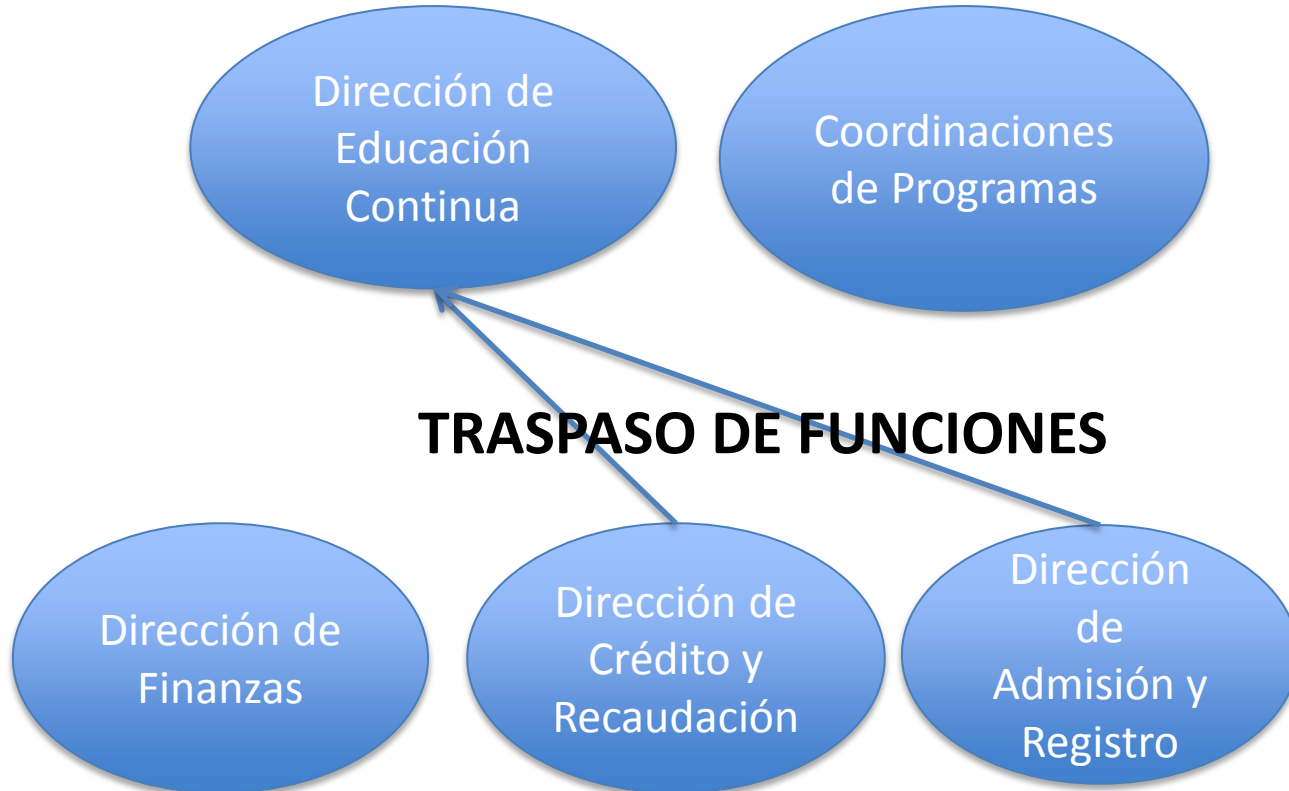 Dirección de
Educación
Continua
Coordinaciones
de Programas
TRASPASO DE FUNCIONES
Dirección de
Finanzas
Dirección de
Crédito y
Recaudación
Dirección
de
Admisión y
Registro